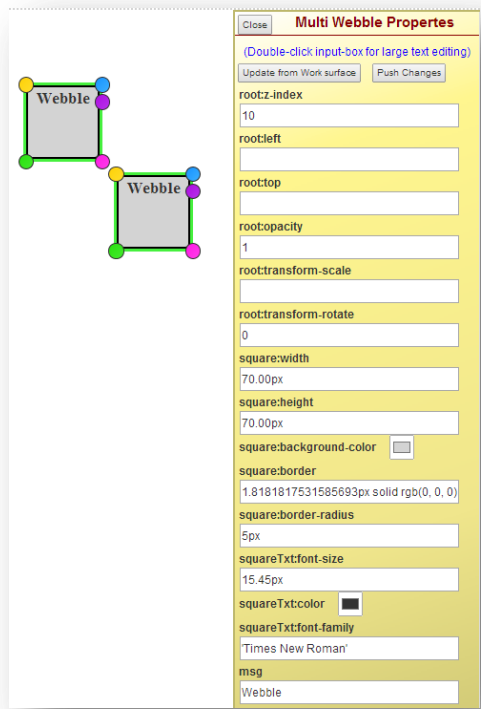 Webble
Webble
Close
Multi Webble Propertes
(Double-click input-box for large text editing)
Update from Work surface
Push Changes
root:z-index
10
root:left
root:top
root:opacity
1
root:transform-scale
root:transform-rotate
0
square:width
70.00px
square:height
70.00px
square:background-color
square:border
1.8181817531585693px solid rgb(0, 0, 0)
square:border-radius
5px
squareTxt:font-size
15.45px
squareTxt:color
squareTxt:font-family
'Times New Roman'
msg
Webble